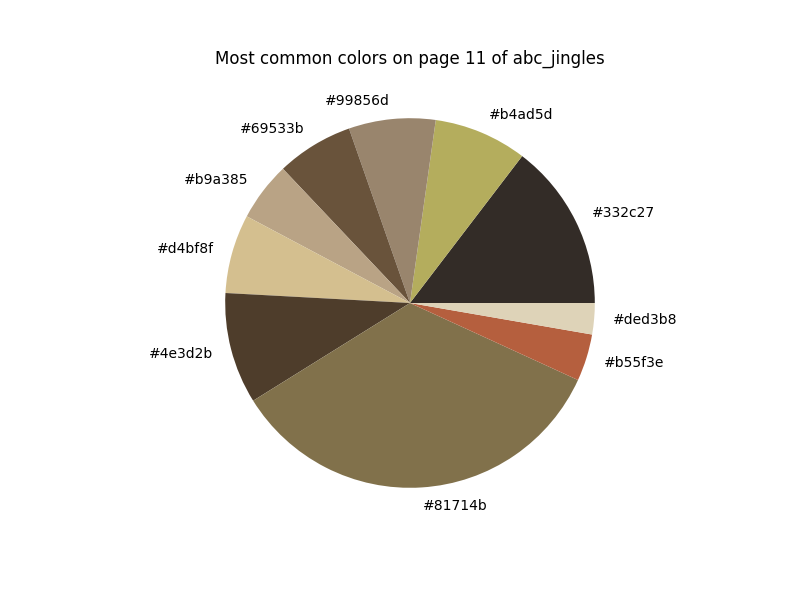 Most common colors on page 11 of abc_jingles
#99856d
#b4ad5d
#69533b
#b9a385
#332c27
#d4bf8f
#ded3b8
#4e3d2b
#b55f3e
#81714b